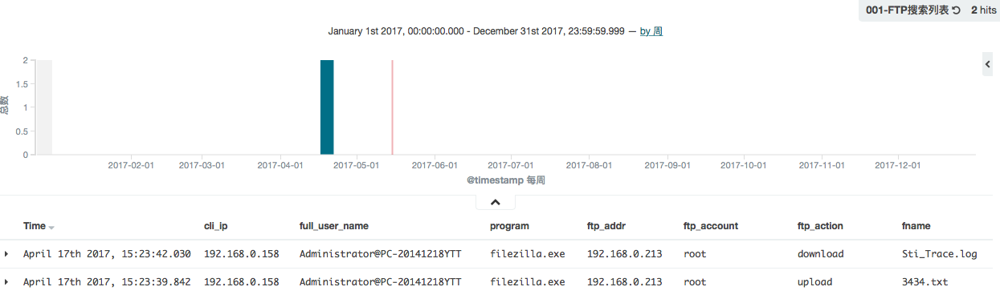 001-FTP搜索列表 2 hits
January 1st 2017, 00:00:00.000 - December 31st 2017, 23:59:59.999 — by 周
2
1.5
1
0.5
0
总数
2017-02-01 2017-03-01 2017-04-01 2017-05-01 2017-06-01 2017-07-01 2017-08-01 2017-09-01 2017-10-01 2017-11-01 2017-12-01
@timestamp 每周
Time cli_ip full_user_name program ftp_addr ftp_account ftp_action fname
April 17th 2017, 15:23:42.030 192.168.0.158 Administrator@PC-20141218YTT filezilla.exe 192.168.0.213 root download Sti_Trace.log
April 17th 2017, 15:23:39.842 192.168.0.158 Administrator@PC-20141218YTT filezilla.exe 192.168.0.213 root upload 3434.txt